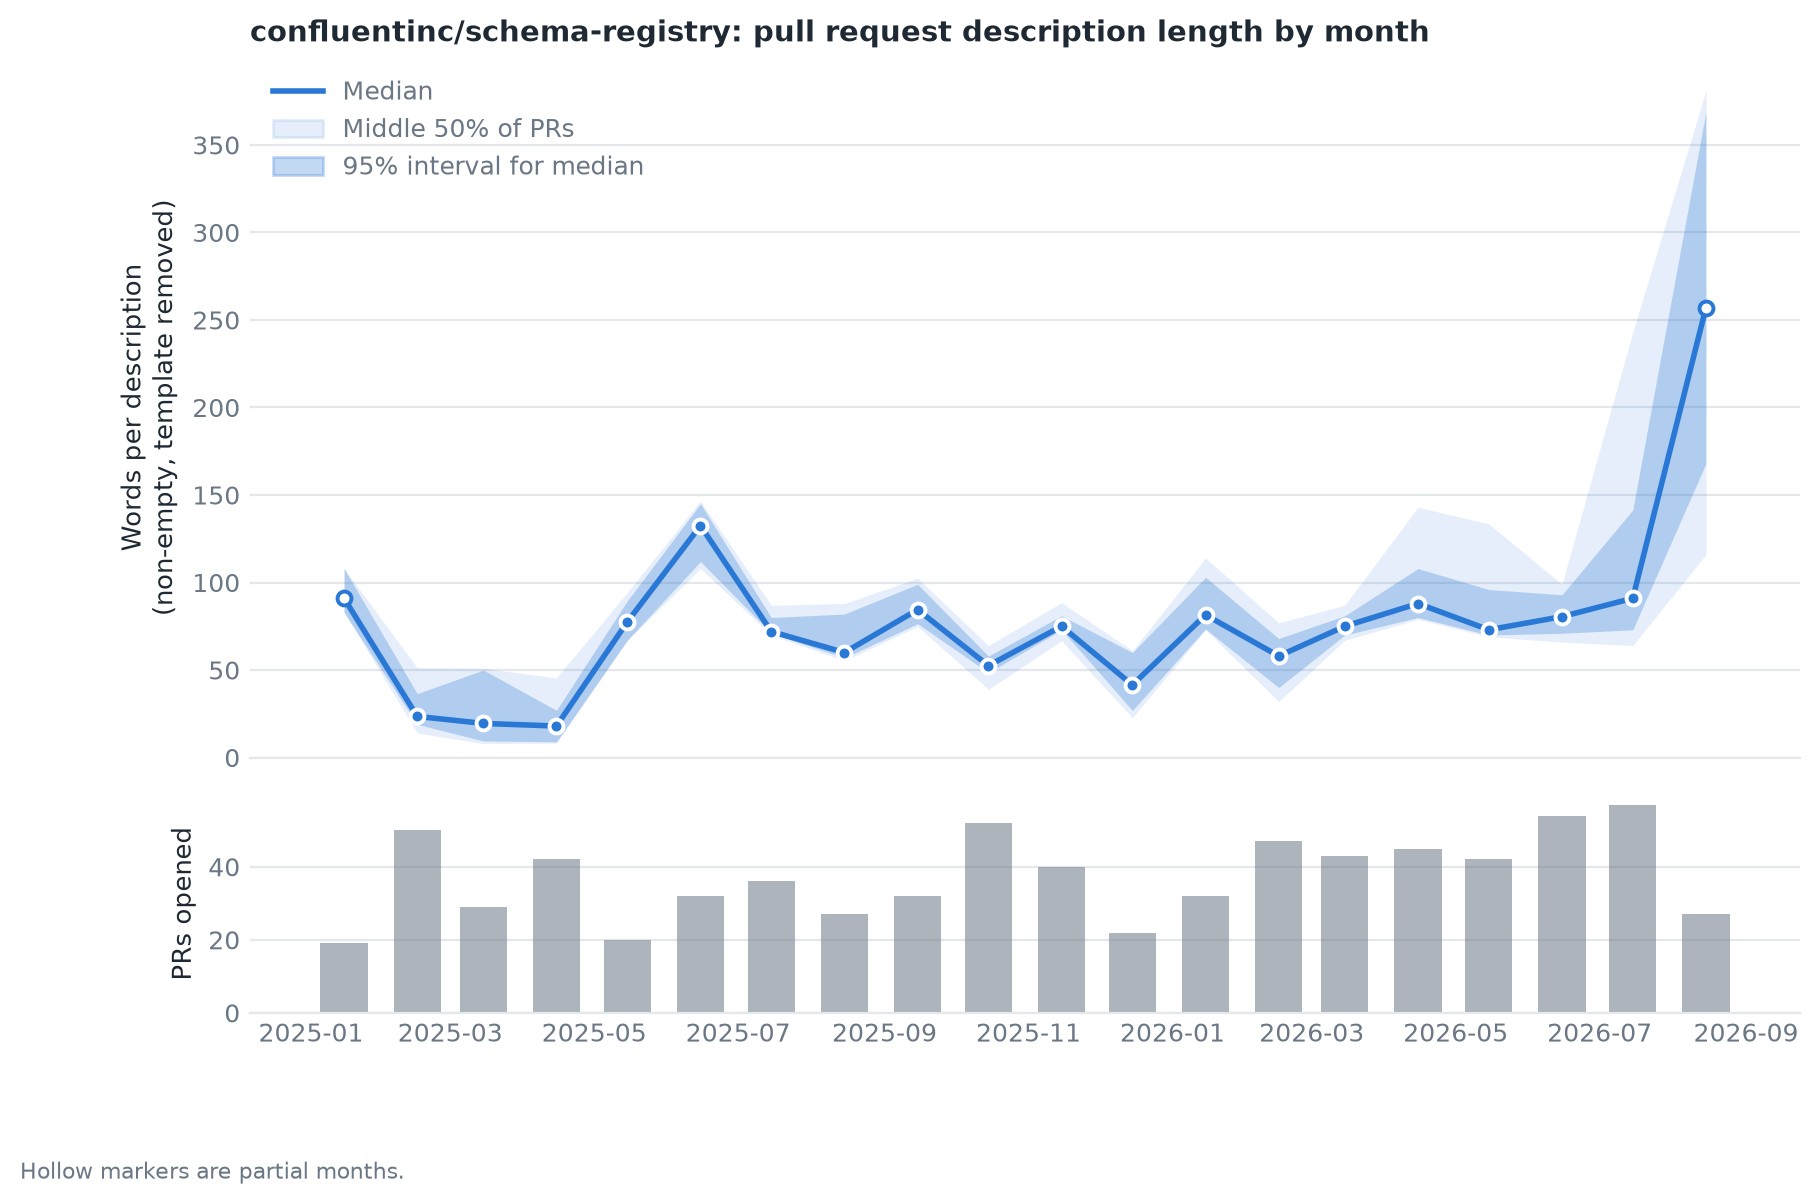 confluentinc/schema-registry: pull request description length by month
Median
Middle 50% of PRs
95% interval for median
Words per description
(non-empty, template removed)
350
300
250
200
150
100
50
0
PRs opened
40
20
0
2025-01 2025-03 2025-05 2025-07 2025-09 2025-11 2026-01 2026-03 2026-05 2026-07 2026-09
Hollow markers are partial months.